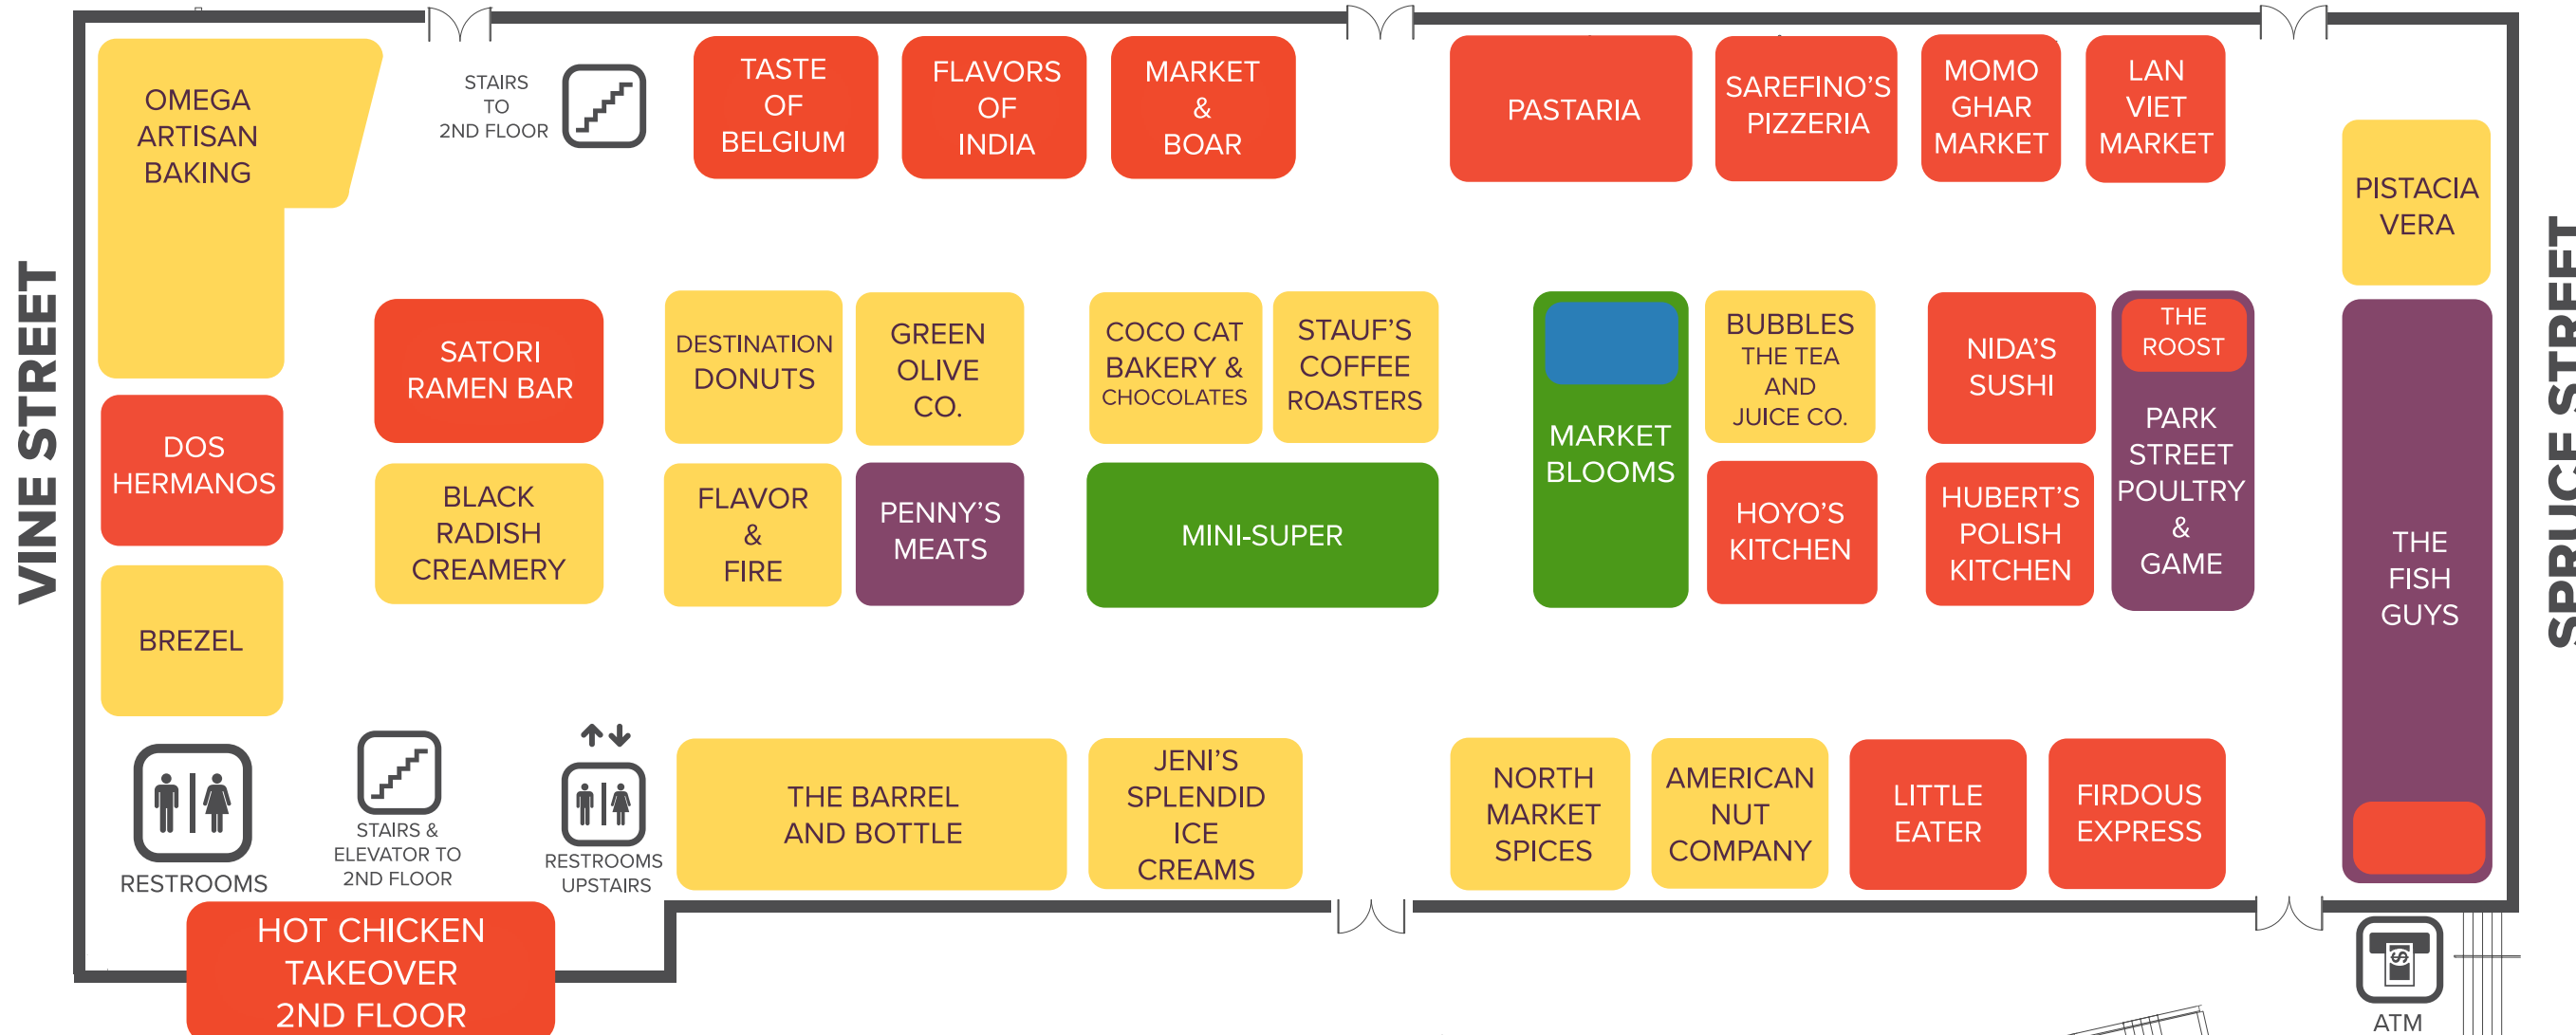 VINE STREET
OMEGA
ARTISAN
BAKING
STAIRS
TO
2ND FLOOR
TASTE
OF
BELGIUM
FLAVORS
OF
INDIA
MARKET
&
BOAR
PASTARIA
SAREFINO'S
PIZZERIA
MOMO
GHAR
MARKET
LAN
VIET
MARKET
PISTACIA
VERA
SPRUCE STREET
DOS
HERMANOS
BREZEL
SATORI
RAMEN BAR
BLACK
RADISH
CREAMERY
DESTINATION
DONUTS
GREEN
OLIVE
CO.
FLAVOR
&
FIRE
PENNY'S
MEATS
COCO CAT
BAKERY &
CHOCOLATES
STAUF'S
COFFEE
ROASTERS
MINI-SUPER
MARKET
BLOOMS
BUBBLES
THE TEA
AND
JUICE CO.
HOYO'S
KITCHEN
NIDA'S
SUSHI
HUBERT'S
POLISH
KITCHEN
THE
ROOST
PARK
STREET
POULTRY
&
GAME
THE
FISH
GUYS
RESTROOMS
STAIRS &
ELEVATOR TO
2ND FLOOR
RESTROOMS
UPSTAIRS
THE BARREL
AND BOTTLE
JENI'S
SPLENDID
ICE
CREAMS
NORTH
MARKET
SPICES
AMERICAN
NUT
COMPANY
LITTLE
EATER
FIRDOUS
EXPRESS
HOT CHICKEN
TAKEOVER
2ND FLOOR
$
ATM